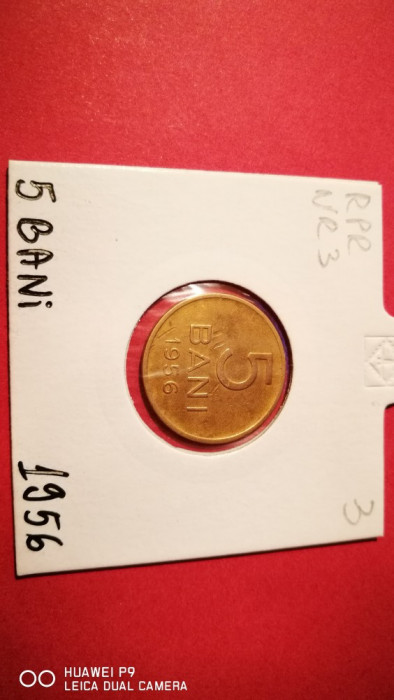 RPR
NR 3
3
5
BANI
1956
5 BANi 1956
HUAWEI P9
LEICA DUAL CAMERA